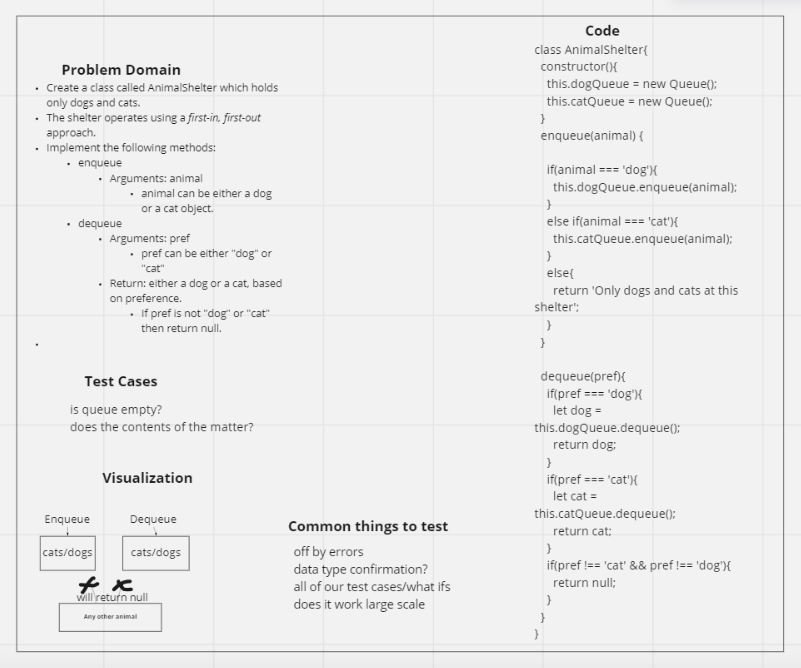 Problem Domain
• Create a class called AnimalShelter which holds
only dogs and cats.
• The shelter operates using a first-in, first-out
approach.
• Implement the following methods:
• enqueue
• Arguments: animal
• animal can be either a dog
or a cat object.
• dequeue
• Arguments: pref
• pref can be either "dog" or
"cat"
• Return: either a dog or a cat, based
on preference.
• If pref is not "dog" or "cat"
then return null.
•
Test Cases
is queue empty?
does the contents of the matter?
Visualization
Enqueue
Dequeue
cats/dogs
cats/dogs
will return null
Any other animal
Common things to test
off by errors
data type confirmation?
all of our test cases/what ifs
does it work large scale
Code
class AnimalShelter{
constructor(){
this.dogQueue = new Queue();
this.catQueue = new Queue();
}
enqueue(animal) {
if(animal === 'dog'){
this.dogQueue.enqueue(animal);
}
else if(animal === 'cat'){
this.catQueue.enqueue(animal);
}
else{
return 'Only dogs and cats at this
shelter';
}
}
dequeue(pref){
if(pref === 'dog'){
let dog =
this.dogQueue.dequeue();
return dog;
}
if(pref === 'cat'){
let cat =
this.catQueue.dequeue();
return cat;
}
if(pref !== 'cat' && pref !== 'dog'){
return null;
}
}
}